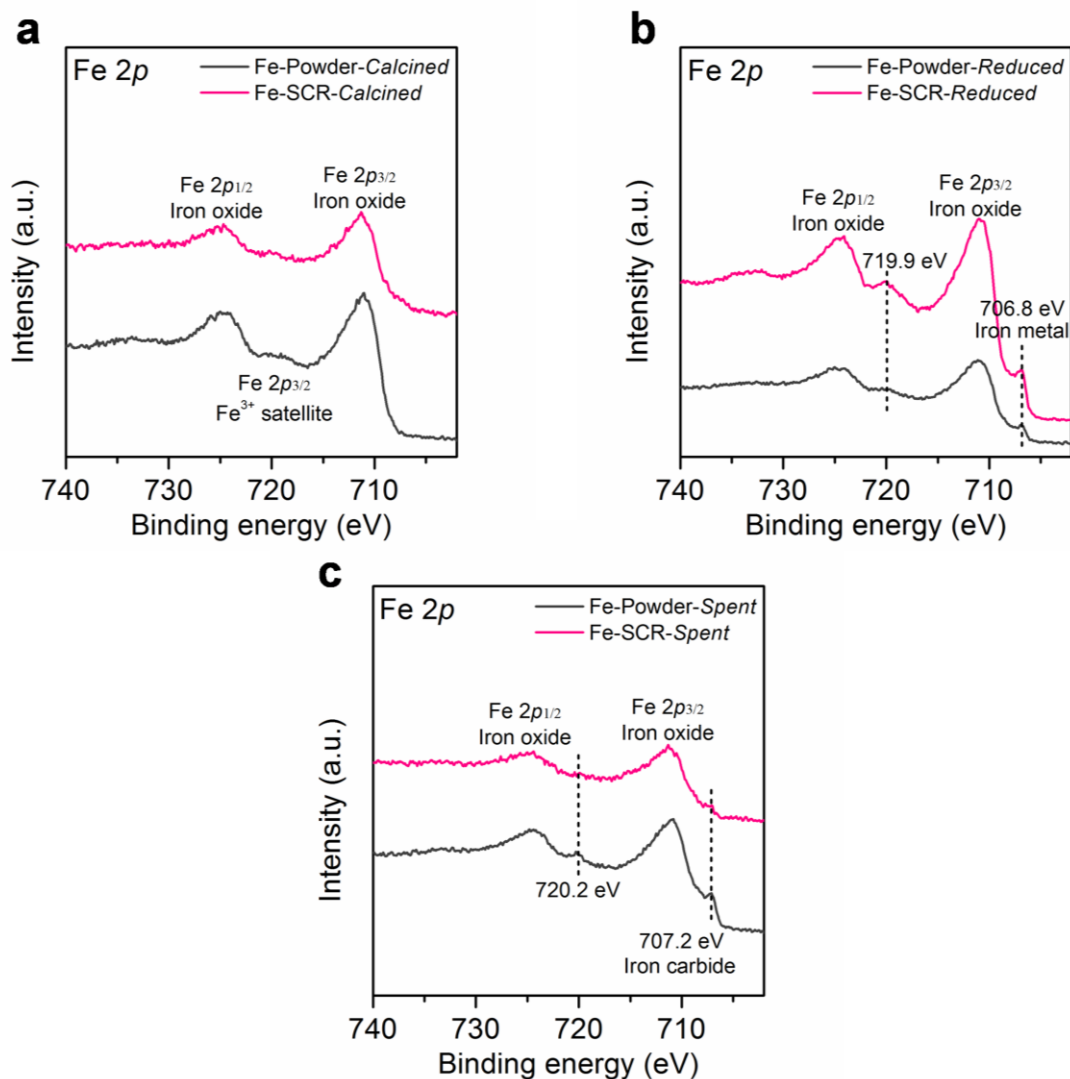 a
Fe 2p
Fe-Powder-Calcined
Fe-SCR-Calcined
Fe 2p1/2
Iron oxide
Fe 2p3/2
Iron oxide
Fe 2p3/2
Fe3+ satellite
Intensity (a.u.)
740 730 720 710
Binding energy (eV)
b
Fe 2p
Fe-Powder-Reduced
Fe-SCR-Reduced
Fe 2p1/2
Iron oxide
Fe 2p3/2
Iron oxide
719.9 eV
706.8 eV
Iron metal
Intensity (a.u.)
740 730 720 710
Binding energy (eV)
c
Fe 2p
Fe-Powder-Spent
Fe-SCR-Spent
Fe 2p1/2
Iron oxide
Fe 2p3/2
Iron oxide
720.2 eV
707.2 eV
Iron carbide
Intensity (a.u.)
740 730 720 710
Binding energy (eV)